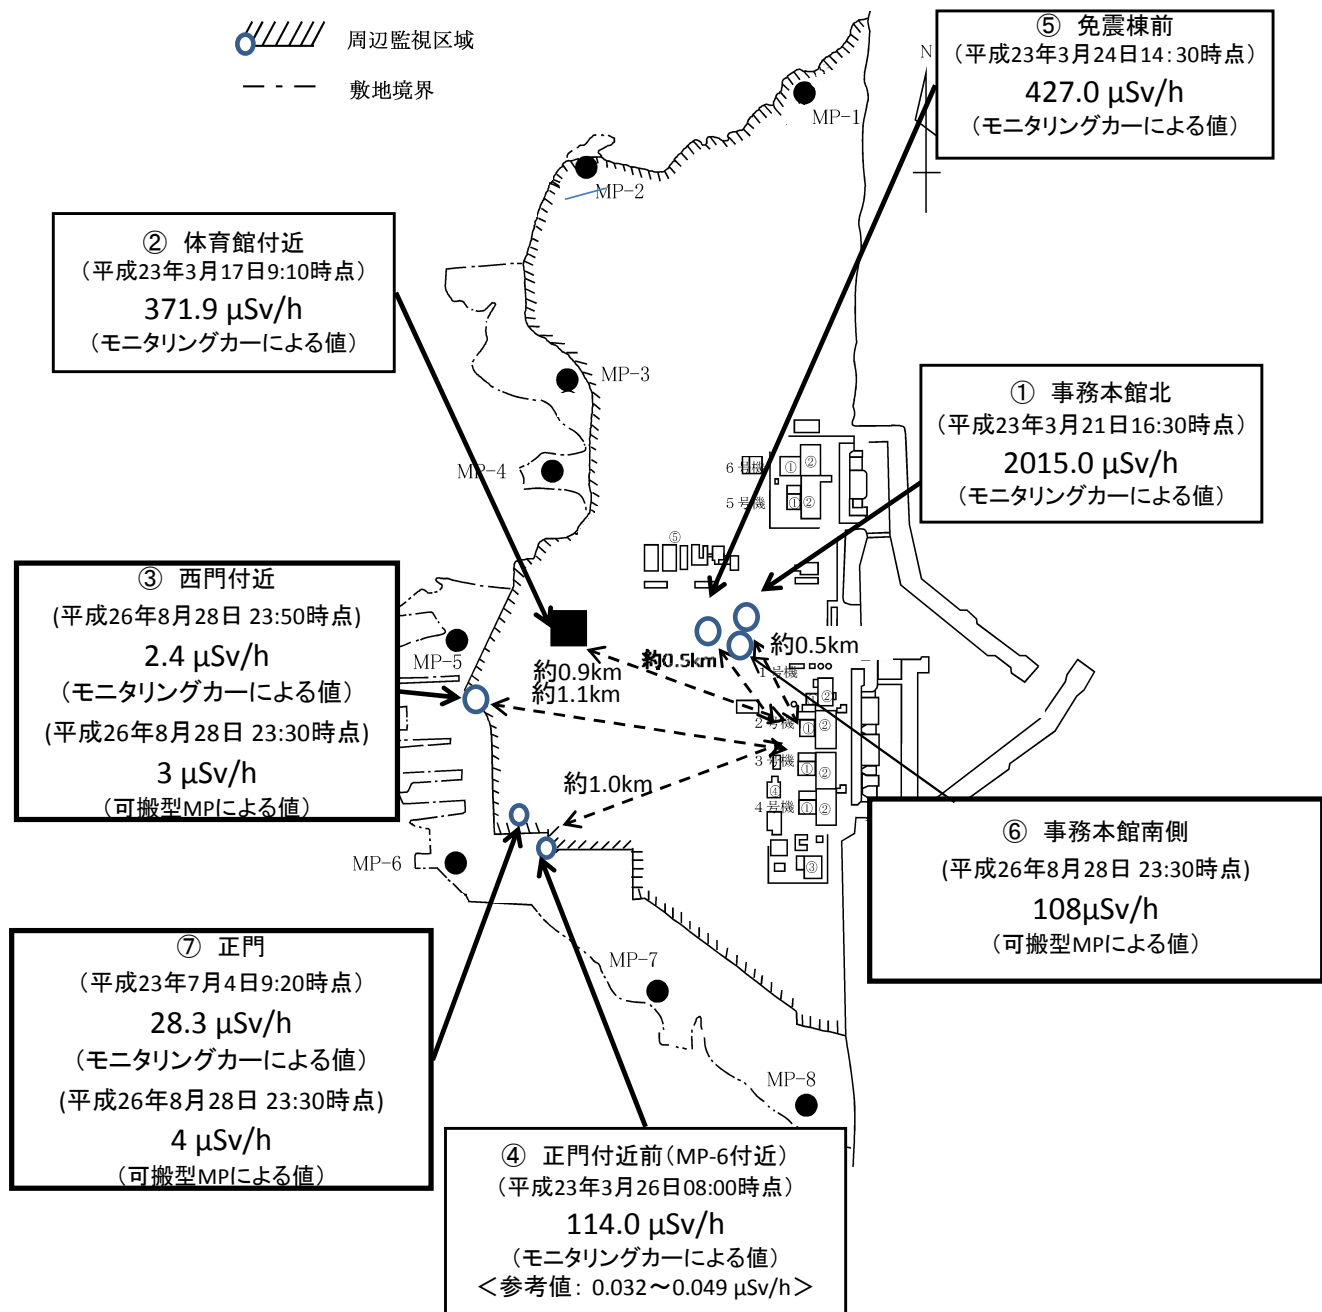 周辺監視区域
敷地境界
⑤ 免震棟前
(平成23年3月24日14:30時点)
427.0 μSv/h
(モニタリングカーによる値)
N
MP-1
MP-2
② 体育館付近
(平成23年3月17日9:10時点)
371.9 μSv/h
(モニタリングカーによる値)
MP-3
① 事務本館北
(平成23年3月21日16:30時点)
2015.0 μSv/h
(モニタリングカーによる値)
MP-4
6号機
①
②
5号機
①
②
⑤
③ 西門付近
(平成26年8月28日 23:50時点)
2.4 μSv/h
(モニタリングカーによる値)
(平成26年8月28日 23:30時点)
3 μSv/h
(可搬型MPによる値)
MP-5
約0.9km
約1.1km
約0.5km
約0.5km
1号機
②
2号機
①
②
3号機
①
②
④
4号機
①
②
③
約1.0km
MP-6
⑥ 事務本館南側
(平成26年8月28日 23:30時点)
108μSv/h
(可搬型MPによる値)
⑦ 正門
(平成23年7月4日9:20時点)
28.3 μSv/h
(モニタリングカーによる値)
(平成26年8月28日 23:30時点)
4 μSv/h
(可搬型MPによる値)
MP-7
MP-8
④ 正門付近前(MP-6付近)
(平成23年3月26日08:00時点)
114.0 μSv/h
(モニタリングカーによる値)
<参考値: 0.032~0.049 μSv/h>